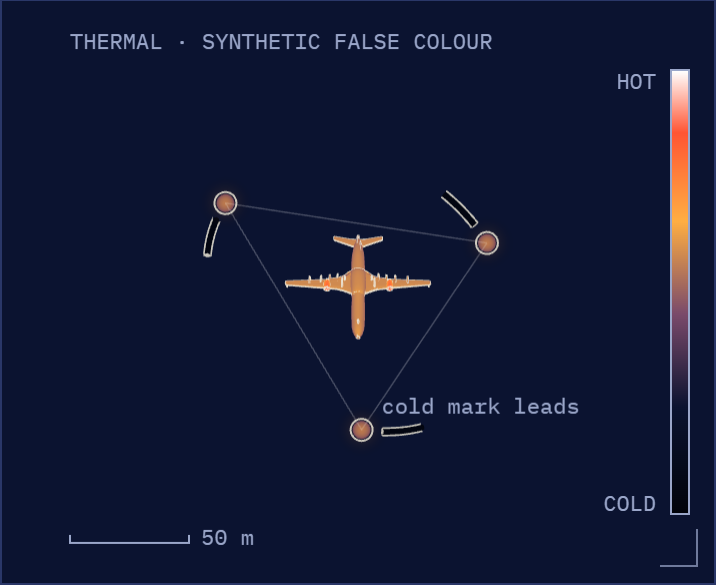 THERMAL · SYNTHETIC FALSE COLOUR
HOT
cold mark leads
COLD
50 m